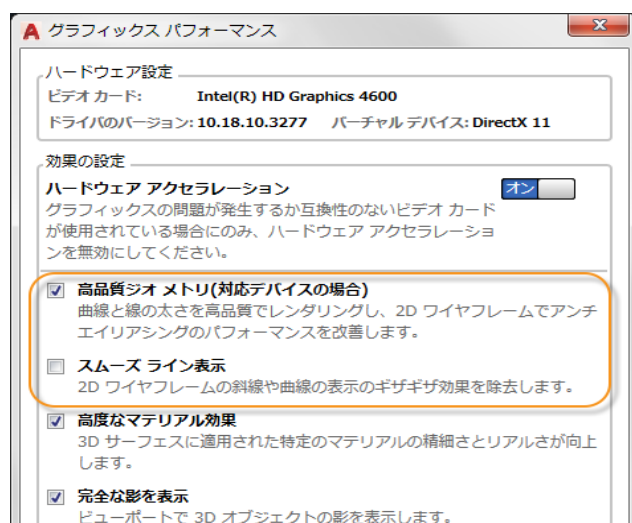 グラフィックス パフォーマンス
ハードウェア設定
ビデオ カード: Intel(R) HD Graphics 4600
ドライバのバージョン: 10.18.10.3277 バーチャル デバイス: DirectX 11
効果の設定
ハードウェア アクセラレーション オン
グラフィックスの問題が発生するか互換性のないビデオ カード
が使用されている場合にのみ、ハードウェア アクセラレーショ
ンを無効にしてください。
高品質ジオ メトリ(対応デバイスの場合)
曲線と線の太さを高品質でレンダリングし、2D ワイヤフレームでアンチ
エイリアシングのパフォーマンスを改善します。
スムーズ ライン表示
2D ワイヤフレームの斜線や曲線の表示のギザギザ効果を除去します。
高度なマテリアル効果
3D サーフェスに適用された特定のマテリアルの精細さとリアルさが向上
します。
完全な影を表示
ビューポートで 3D オブジェクトの影を表示します。